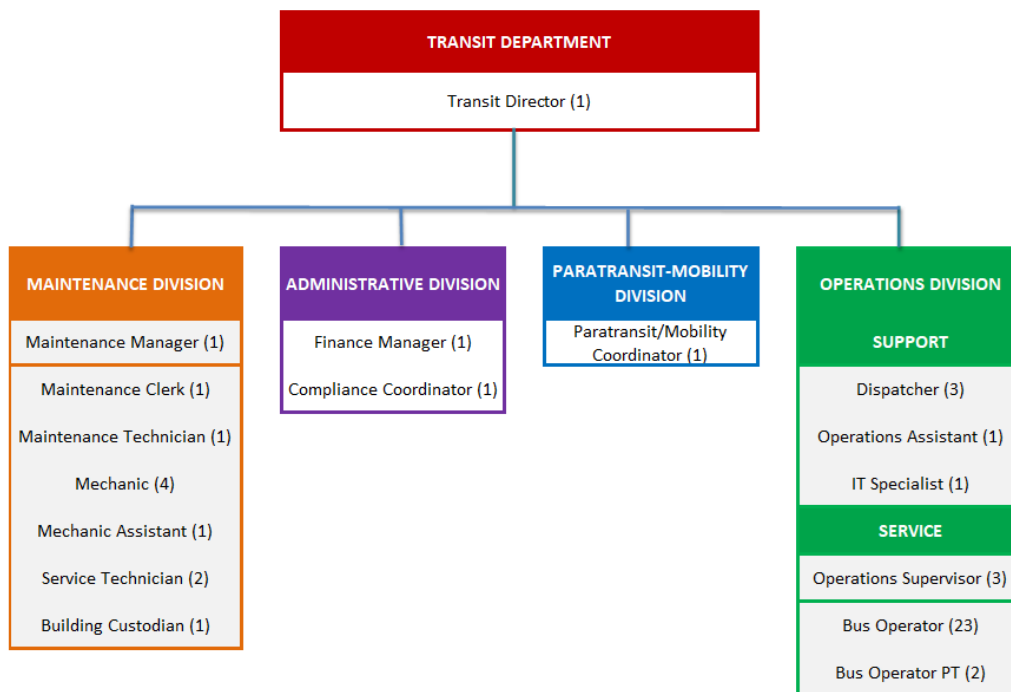 TRANSIT DEPARTMENT
Transit Director (1)
MAINTENANCE DIVISION
Maintenance Manager (1)
Maintenance Clerk (1)
Maintenance Technician (1)
Mechanic (4)
Mechanic Assistant (1)
Service Technician (2)
Building Custodian (1)
ADMINISTRATIVE DIVISION
Finance Manager (1)
Compliance Coordinator (1)
PARATRANSIT-MOBILITY
DIVISION
Paratransit/Mobility
Coordinator (1)
OPERATIONS DIVISION
SUPPORT
Dispatcher (3)
Operations Assistant (1)
IT Specialist (1)
SERVICE
Operations Supervisor (3)
Bus Operator (23)
Bus Operator PT (2)